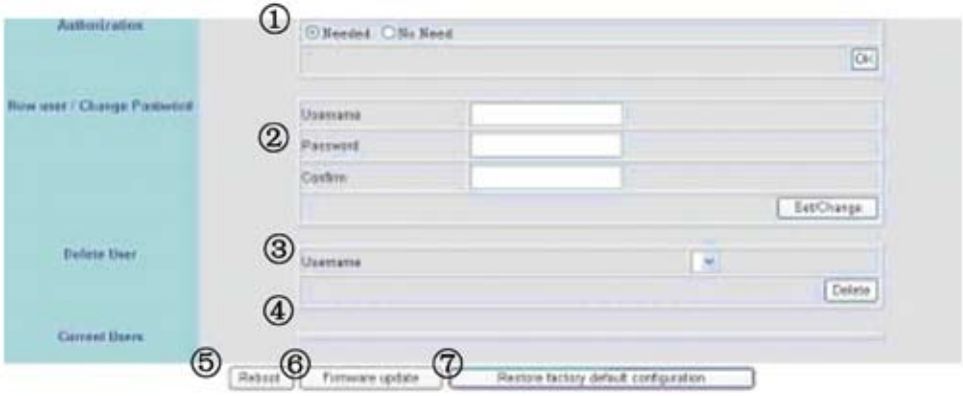 ①
Authorization
Needed No Need
OK
New user / Change Password
Username
②
Password
Confirm
Set/Change
③
Delete User
Username
Delete
④
Current Users
⑤
Reboot
⑥
Firmware update
⑦
Restore factory default configuration